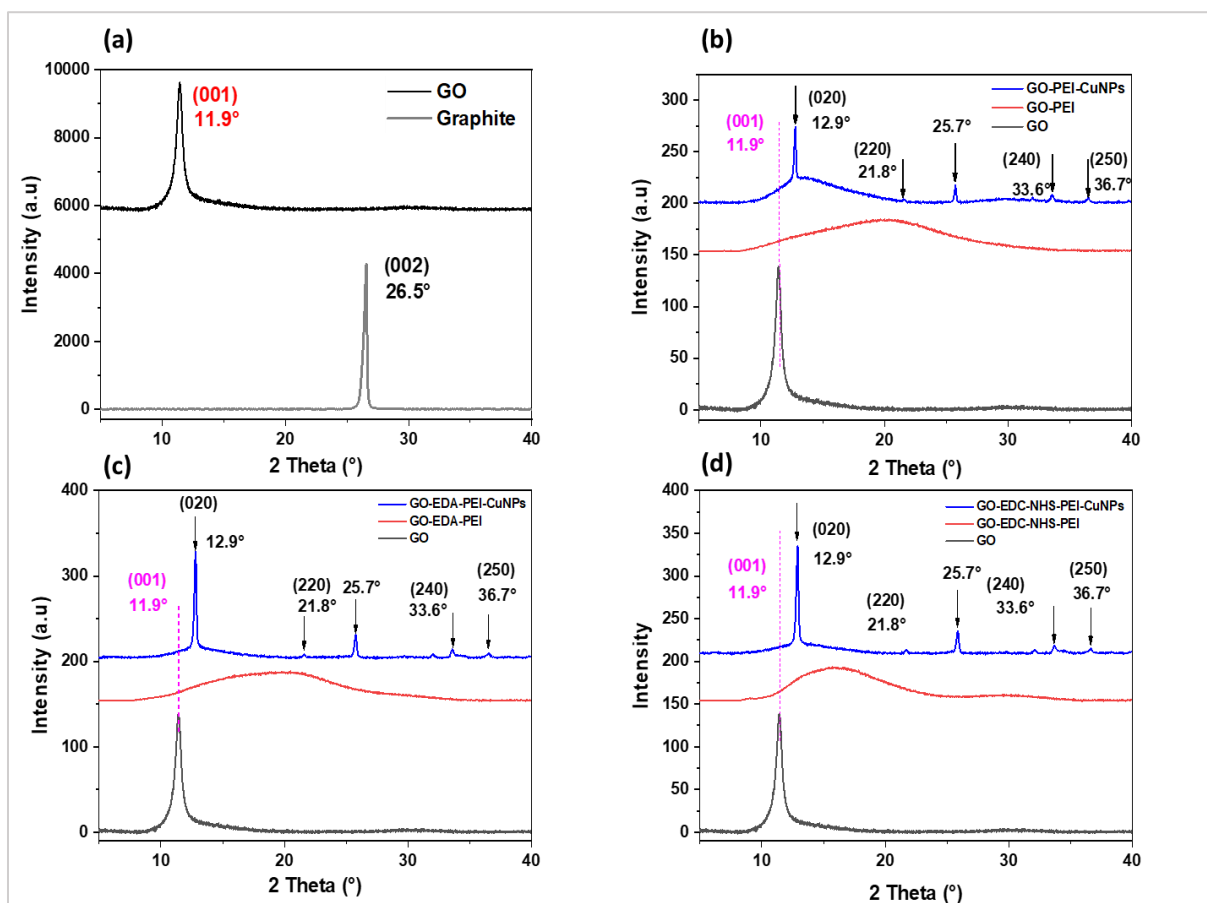 (a)
10000
8000
6000
4000
2000
0
Intensity (a.u)
(001)
11.9°
GO
Graphite
(002)
26.5°
10 20 30 40
2 Theta (°)
(b)
300
250
200
150
100
50
0
Intensity (a.u)
GO-PEI-CuNPs
GO-PEI
GO
(001)
11.9°
(020)
12.9°
(220)
21.8°
25.7°
(240)
33.6°
(250)
36.7°
10 20 30 40
2 Theta (°)
(c)
400
300
200
100
0
Intensity (a.u)
GO-EDA-PEI-CuNPs
GO-EDA-PEI
GO
(001)
11.9°
(020)
12.9°
(220)
21.8°
25.7°
(240)
33.6°
(250)
36.7°
10 20 30 40
2 Theta (°)
(d)
400
350
300
250
200
150
100
50
0
Intensity
GO-EDC-NHS-PEI-CuNPs
GO-EDC-NHS-PEI
GO
(001)
11.9°
(020)
12.9°
(220)
21.8°
25.7°
(240)
33.6°
(250)
36.7°
10 20 30 40
2 Theta (°)